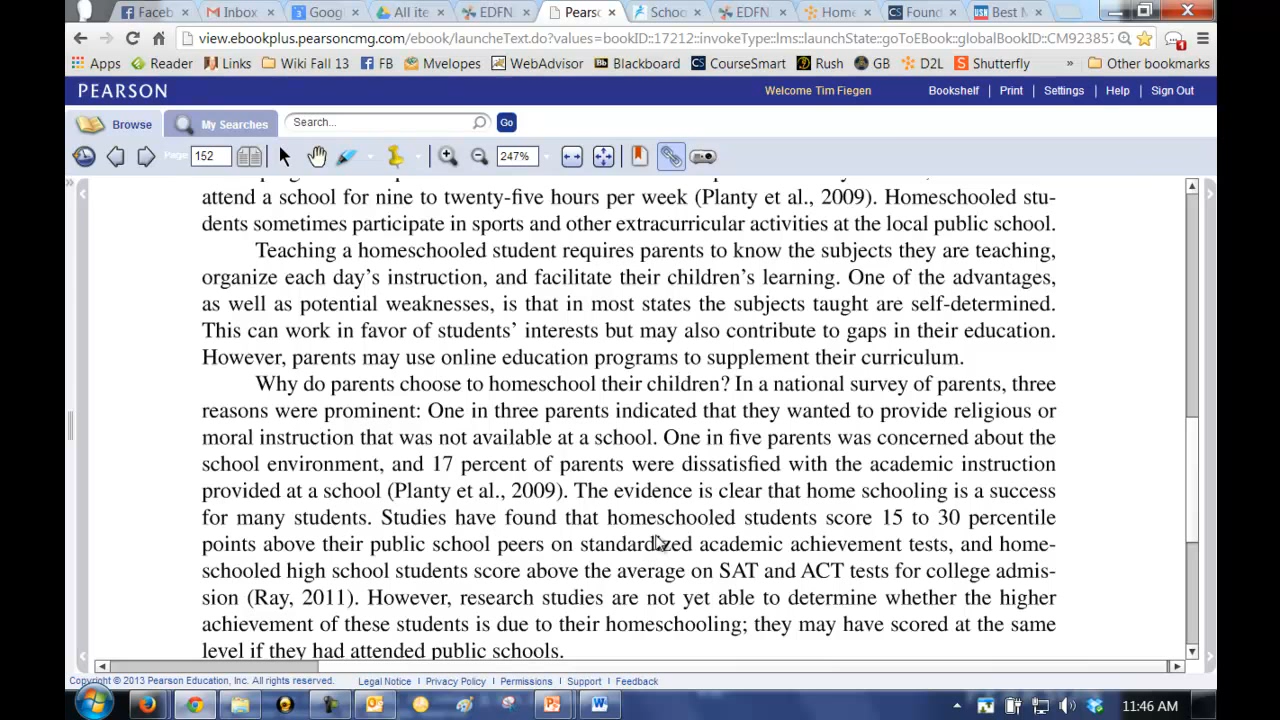 Faceb
Inbox
Goog
All ite
EDFN
Pearso
Schoo
EDFN
Home
CS Found
USB Best M
view.ebookplus.pearsoncmg.com/ebook/launcheText.do?values=bookID::17212::invokeType::lms::launchState::goToEBook::globalBookID::CM923857
Apps Reader Links Wiki Fall 13 FB Mvelopes WebAdvisor Blackboard CS CourseSmart Rush GB D2L S Shutterfly » Other bookmarks
PEARSON Welcome Tim Fiegen Bookshelf | Print | Settings | Help | Sign Out
Browse My Searches Search... Go
Page 152 247%
attend a school for nine to twenty-five hours per week (Planty et al., 2009). Homeschooled stu-
dents sometimes participate in sports and other extracurricular activities at the local public school.
Teaching a homeschooled student requires parents to know the subjects they are teaching,
organize each day's instruction, and facilitate their children's learning. One of the advantages,
as well as potential weaknesses, is that in most states the subjects taught are self-determined.
This can work in favor of students' interests but may also contribute to gaps in their education.
However, parents may use online education programs to supplement their curriculum.
Why do parents choose to homeschool their children? In a national survey of parents, three
reasons were prominent: One in three parents indicated that they wanted to provide religious or
moral instruction that was not available at a school. One in five parents was concerned about the
school environment, and 17 percent of parents were dissatisfied with the academic instruction
provided at a school (Planty et al., 2009). The evidence is clear that home schooling is a success
for many students. Studies have found that homeschooled students score 15 to 30 percentile
points above their public school peers on standardized academic achievement tests, and home-
schooled high school students score above the average on SAT and ACT tests for college admis-
sion (Ray, 2011). However, research studies are not yet able to determine whether the higher
achievement of these students is due to their homeschooling; they may have scored at the same
level if they had attended public schools.
Copyright © 2013 Pearson Education, Inc. All rights reserved. Legal Notice | Privacy Policy | Permissions | Support | Feedback
11:46 AM